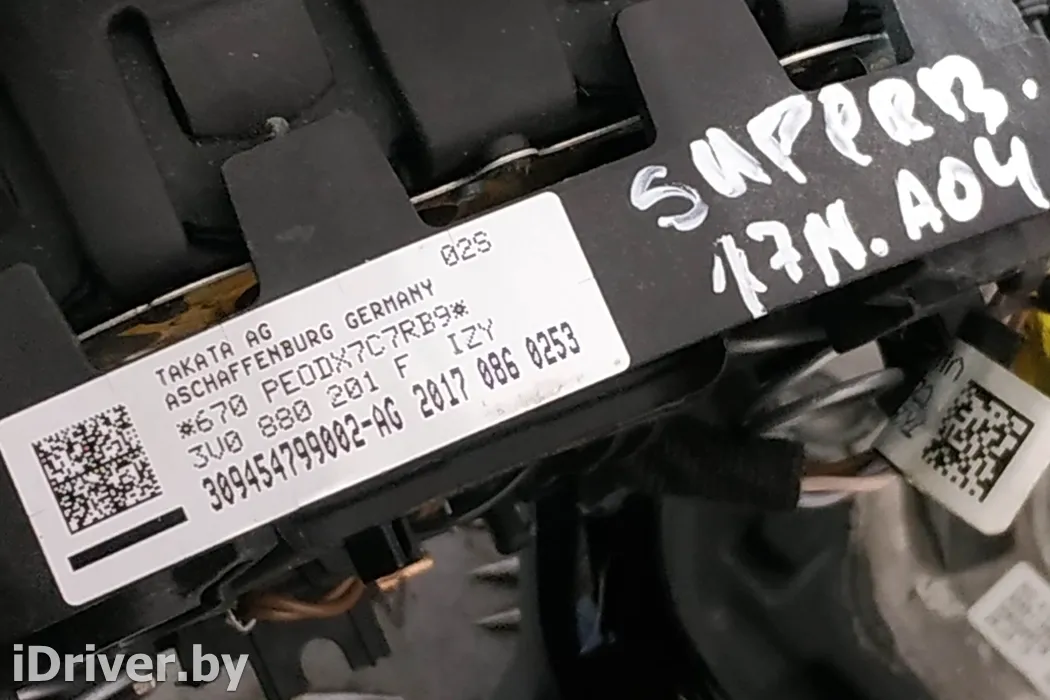 SUPERB.
17N. A04
02S
TAKATA AG
ASCHAFFENBURG GERMANY
*670 PE0DX7C7RB9*
3V0 880 201 F IZY
309454799002-AG 2017 086 0253
iDriver.by